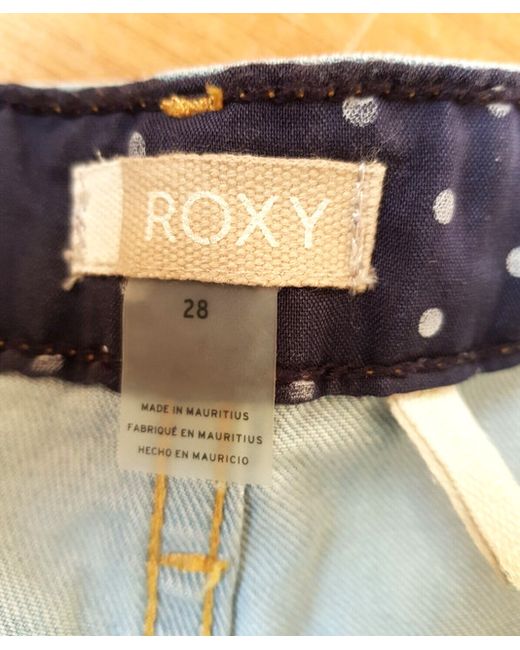 ROXY
28
MADE IN MAURITIUS
FABRIQUÉ EN MAURITIUS
HECHO EN MAURICIO